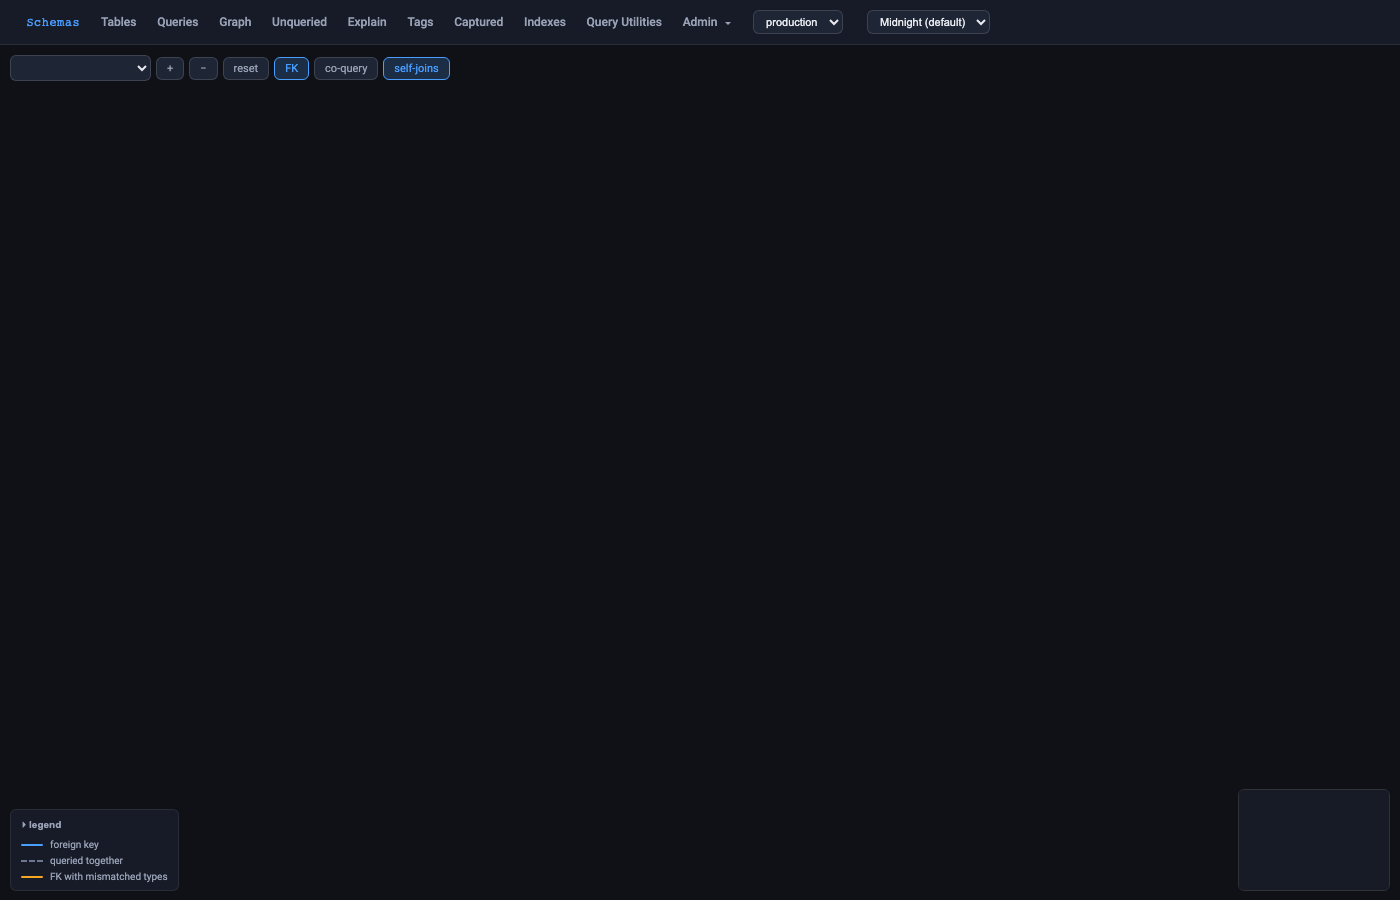 Schemas Tables Queries Graph Unqueried Explain Tags Captured Indexes Query Utilities Admin production Midnight (default)
+ − reset FK co-query self-joins
legend
foreign key
queried together
FK with mismatched types